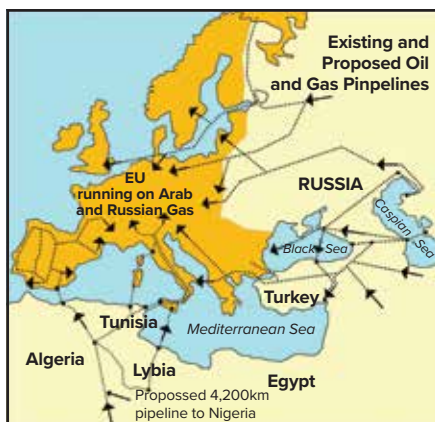 Existing and
Proposed Oil
and Gas Pinpelines
EU
running on Arab
and Russian Gas
RUSSIA
Caspian Sea
Black Sea
Turkey
Tunisia
Mediterranean Sea
Algeria
Lybia
Egypt
Propossed 4,200km
pipeline to Nigeria